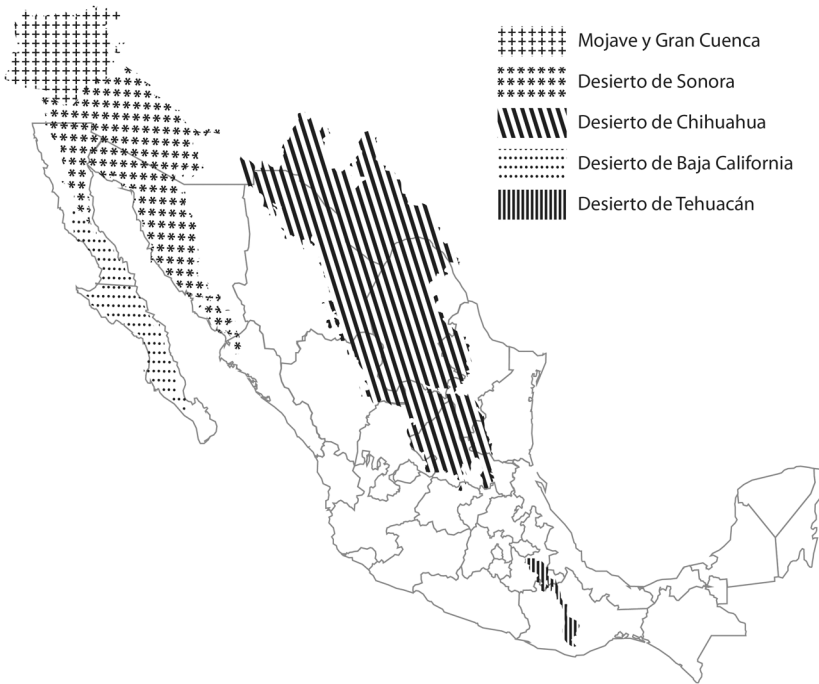 Mojave y Gran Cuenca
Desierto de Sonora
Desierto de Chihuahua
Desierto de Baja California
Desierto de Tehuacán